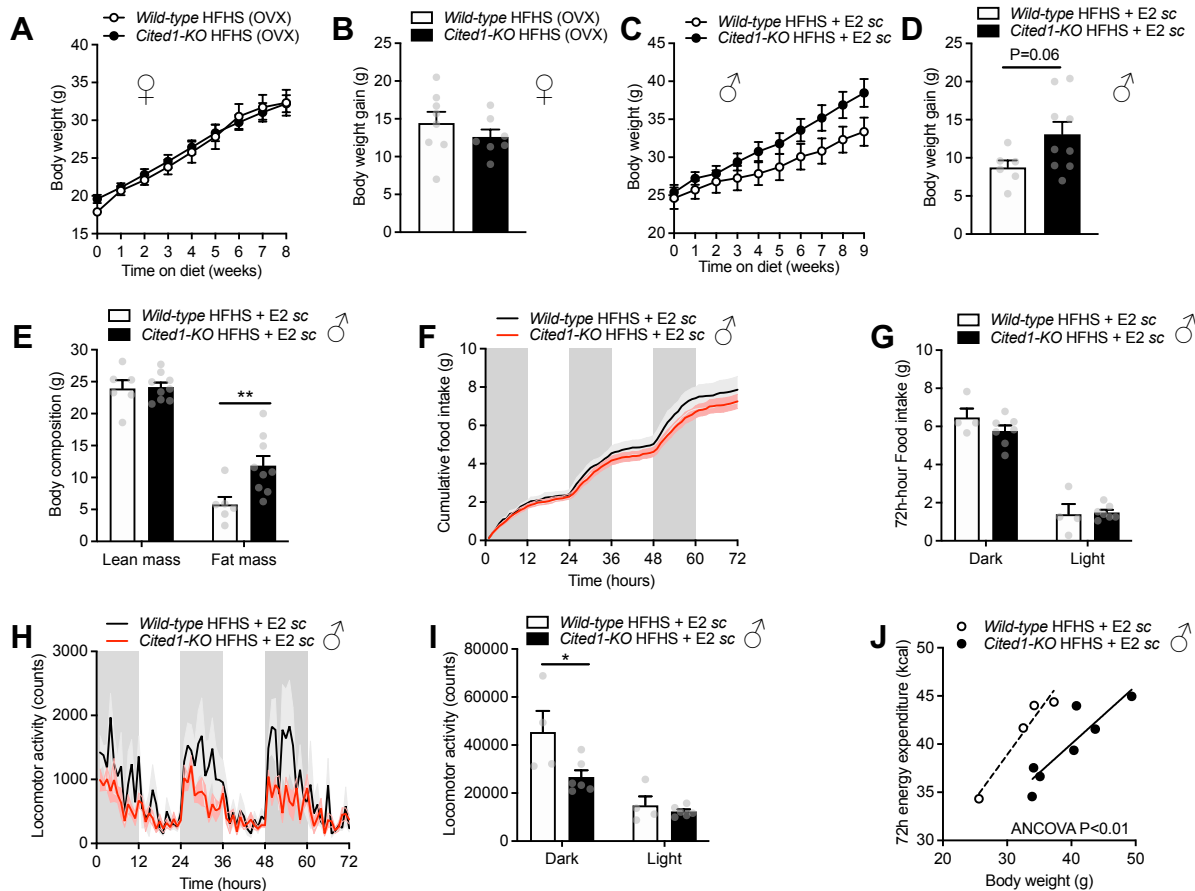 A
Wild-type HFHS (OVX)
Cited1-KO HFHS (OVX)
♀
Body weight (g)
40
35
30
25
20
15
0 1 2 3 4 5 6 7 8
Time on diet (weeks)
B
Wild-type HFHS (OVX)
Cited1-KO HFHS (OVX)
♀
Body weight gain (g)
25
20
15
10
5
0
C
Wild-type HFHS + E2 sc
Cited1-KO HFHS + E2 sc
♂
Body weight (g)
45
40
35
30
25
20
0 1 2 3 4 5 6 7 8 9
Time on diet (weeks)
D
Wild-type HFHS + E2 sc
Cited1-KO HFHS + E2 sc
P=0.06
♂
Body weight gain (g)
25
20
15
10
5
0
E
Wild-type HFHS + E2 sc
Cited1-KO HFHS + E2 sc
♂
Body composition (g)
30
25
20
15
10
5
0
**
Lean mass Fat mass
F
Wild-type HFHS + E2 sc
Cited1-KO HFHS + E2 sc
♂
Cumulative food intake (g)
10
8
6
4
2
0
0 12 24 36 48 60 72
Time (hours)
G
Wild-type HFHS + E2 sc
Cited1-KO HFHS + E2 sc
♂
72h-hour Food intake (g)
10
8
6
4
2
0
Dark Light
H
Wild-type HFHS + E2 sc
Cited1-KO HFHS + E2 sc
♂
Locomotor activity (counts)
3000
2000
1000
0
0 12 24 36 48 60 72
Time (hours)
I
Wild-type HFHS + E2 sc
Cited1-KO HFHS + E2 sc
♂
Locomotor activity (counts)
80000
60000
40000
20000
0
*
Dark Light
J
Wild-type HFHS + E2 sc
Cited1-KO HFHS + E2 sc
♂
72h energy expenditure (kcal)
50
45
40
35
30
ANCOVA P<0.01
20 30 40 50
Body weight (g)